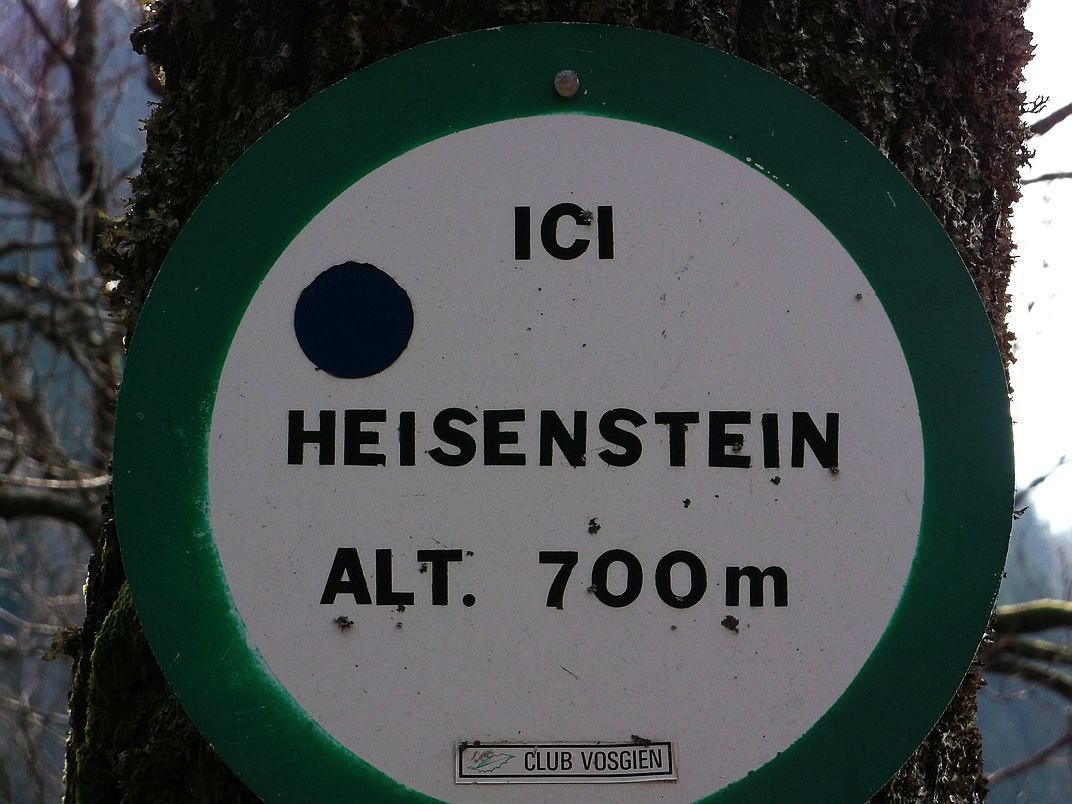 ICI
HEISENSTEIN
ALT. 700m
CLUB VOSGIEN